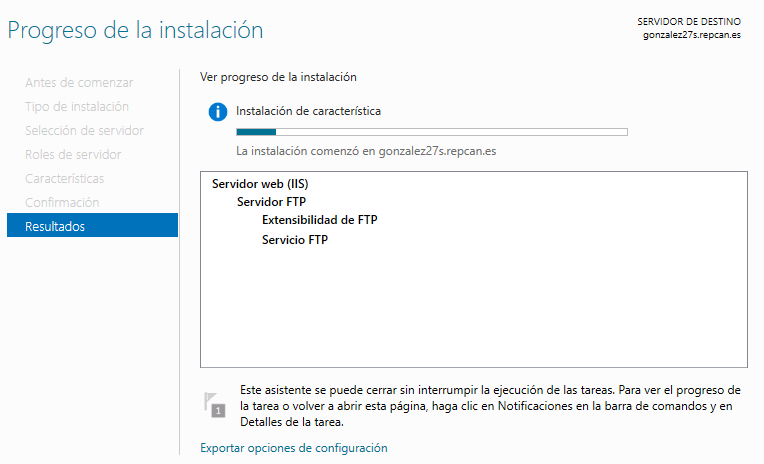 Progreso de la instalación
SERVIDOR DE DESTINO
gonzalez27s.repcan.es
Antes de comenzar
Tipo de instalación
Selección de servidor
Roles de servidor
Características
Confirmación
Resultados
Ver progreso de la instalación
Instalación de característica
La instalación comenzó en gonzalez27s.repcan.es
Servidor web (IIS)
Servidor FTP
Extensibilidad de FTP
Servicio FTP
1
Este asistente se puede cerrar sin interrumpir la ejecución de las tareas. Para ver el progreso de
la tarea o volver a abrir esta página, haga clic en Notificaciones en la barra de comandos y en
Detalles de la tarea.
Exportar opciones de configuración